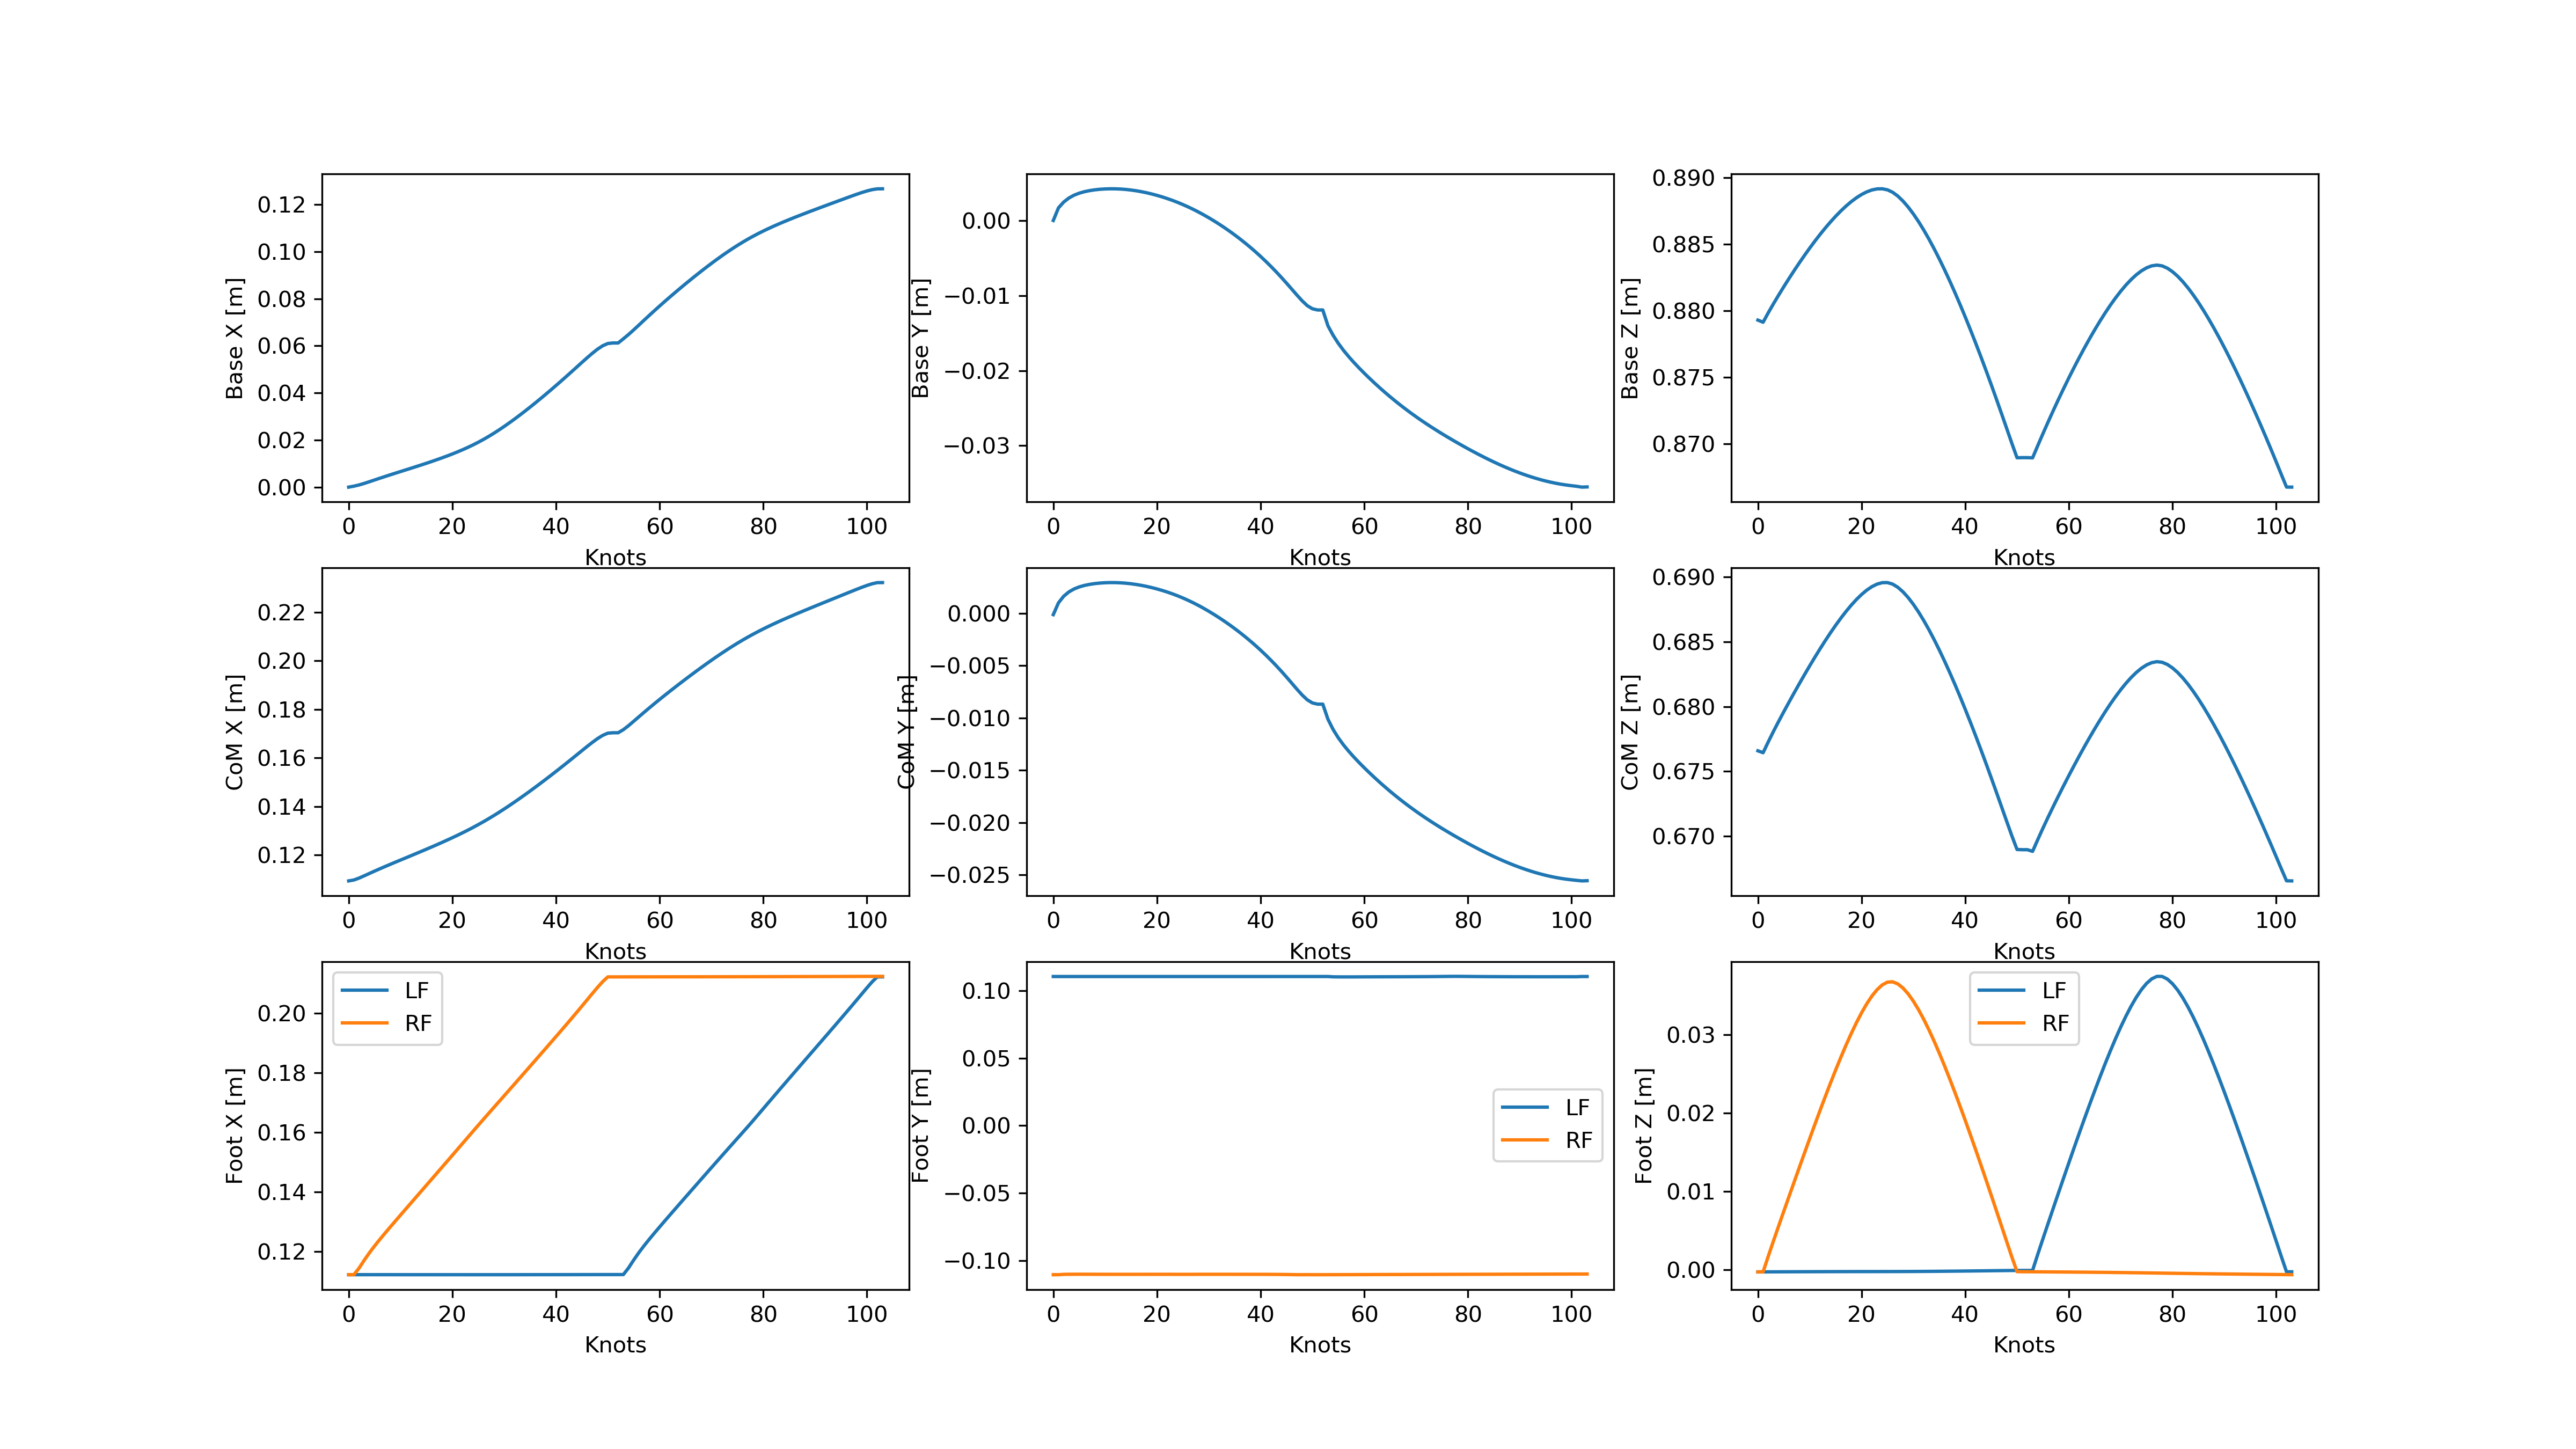 Base X [m]
0.12
0.10
0.08
0.06
0.04
0.02
0.00
0 20 40 60 80 100
Knots
Base Y [m]
0.00
−0.01
−0.02
−0.03
0 20 40 60 80 100
Knots
Base Z [m]
0.890
0.885
0.880
0.875
0.870
0 20 40 60 80 100
Knots
CoM X [m]
0.22
0.20
0.18
0.16
0.14
0.12
0 20 40 60 80 100
Knots
CoM Y [m]
0.000
−0.005
−0.010
−0.015
−0.020
−0.025
0 20 40 60 80 100
Knots
CoM Z [m]
0.690
0.685
0.680
0.675
0.670
0 20 40 60 80 100
Knots
Foot X [m]
0.20
0.18
0.16
0.14
0.12
LF
RF
0 20 40 60 80 100
Knots
Foot Y [m]
0.10
0.05
0.00
−0.05
−0.10
LF
RF
0 20 40 60 80 100
Knots
Foot Z [m]
0.03
0.02
0.01
0.00
LF
RF
0 20 40 60 80 100
Knots